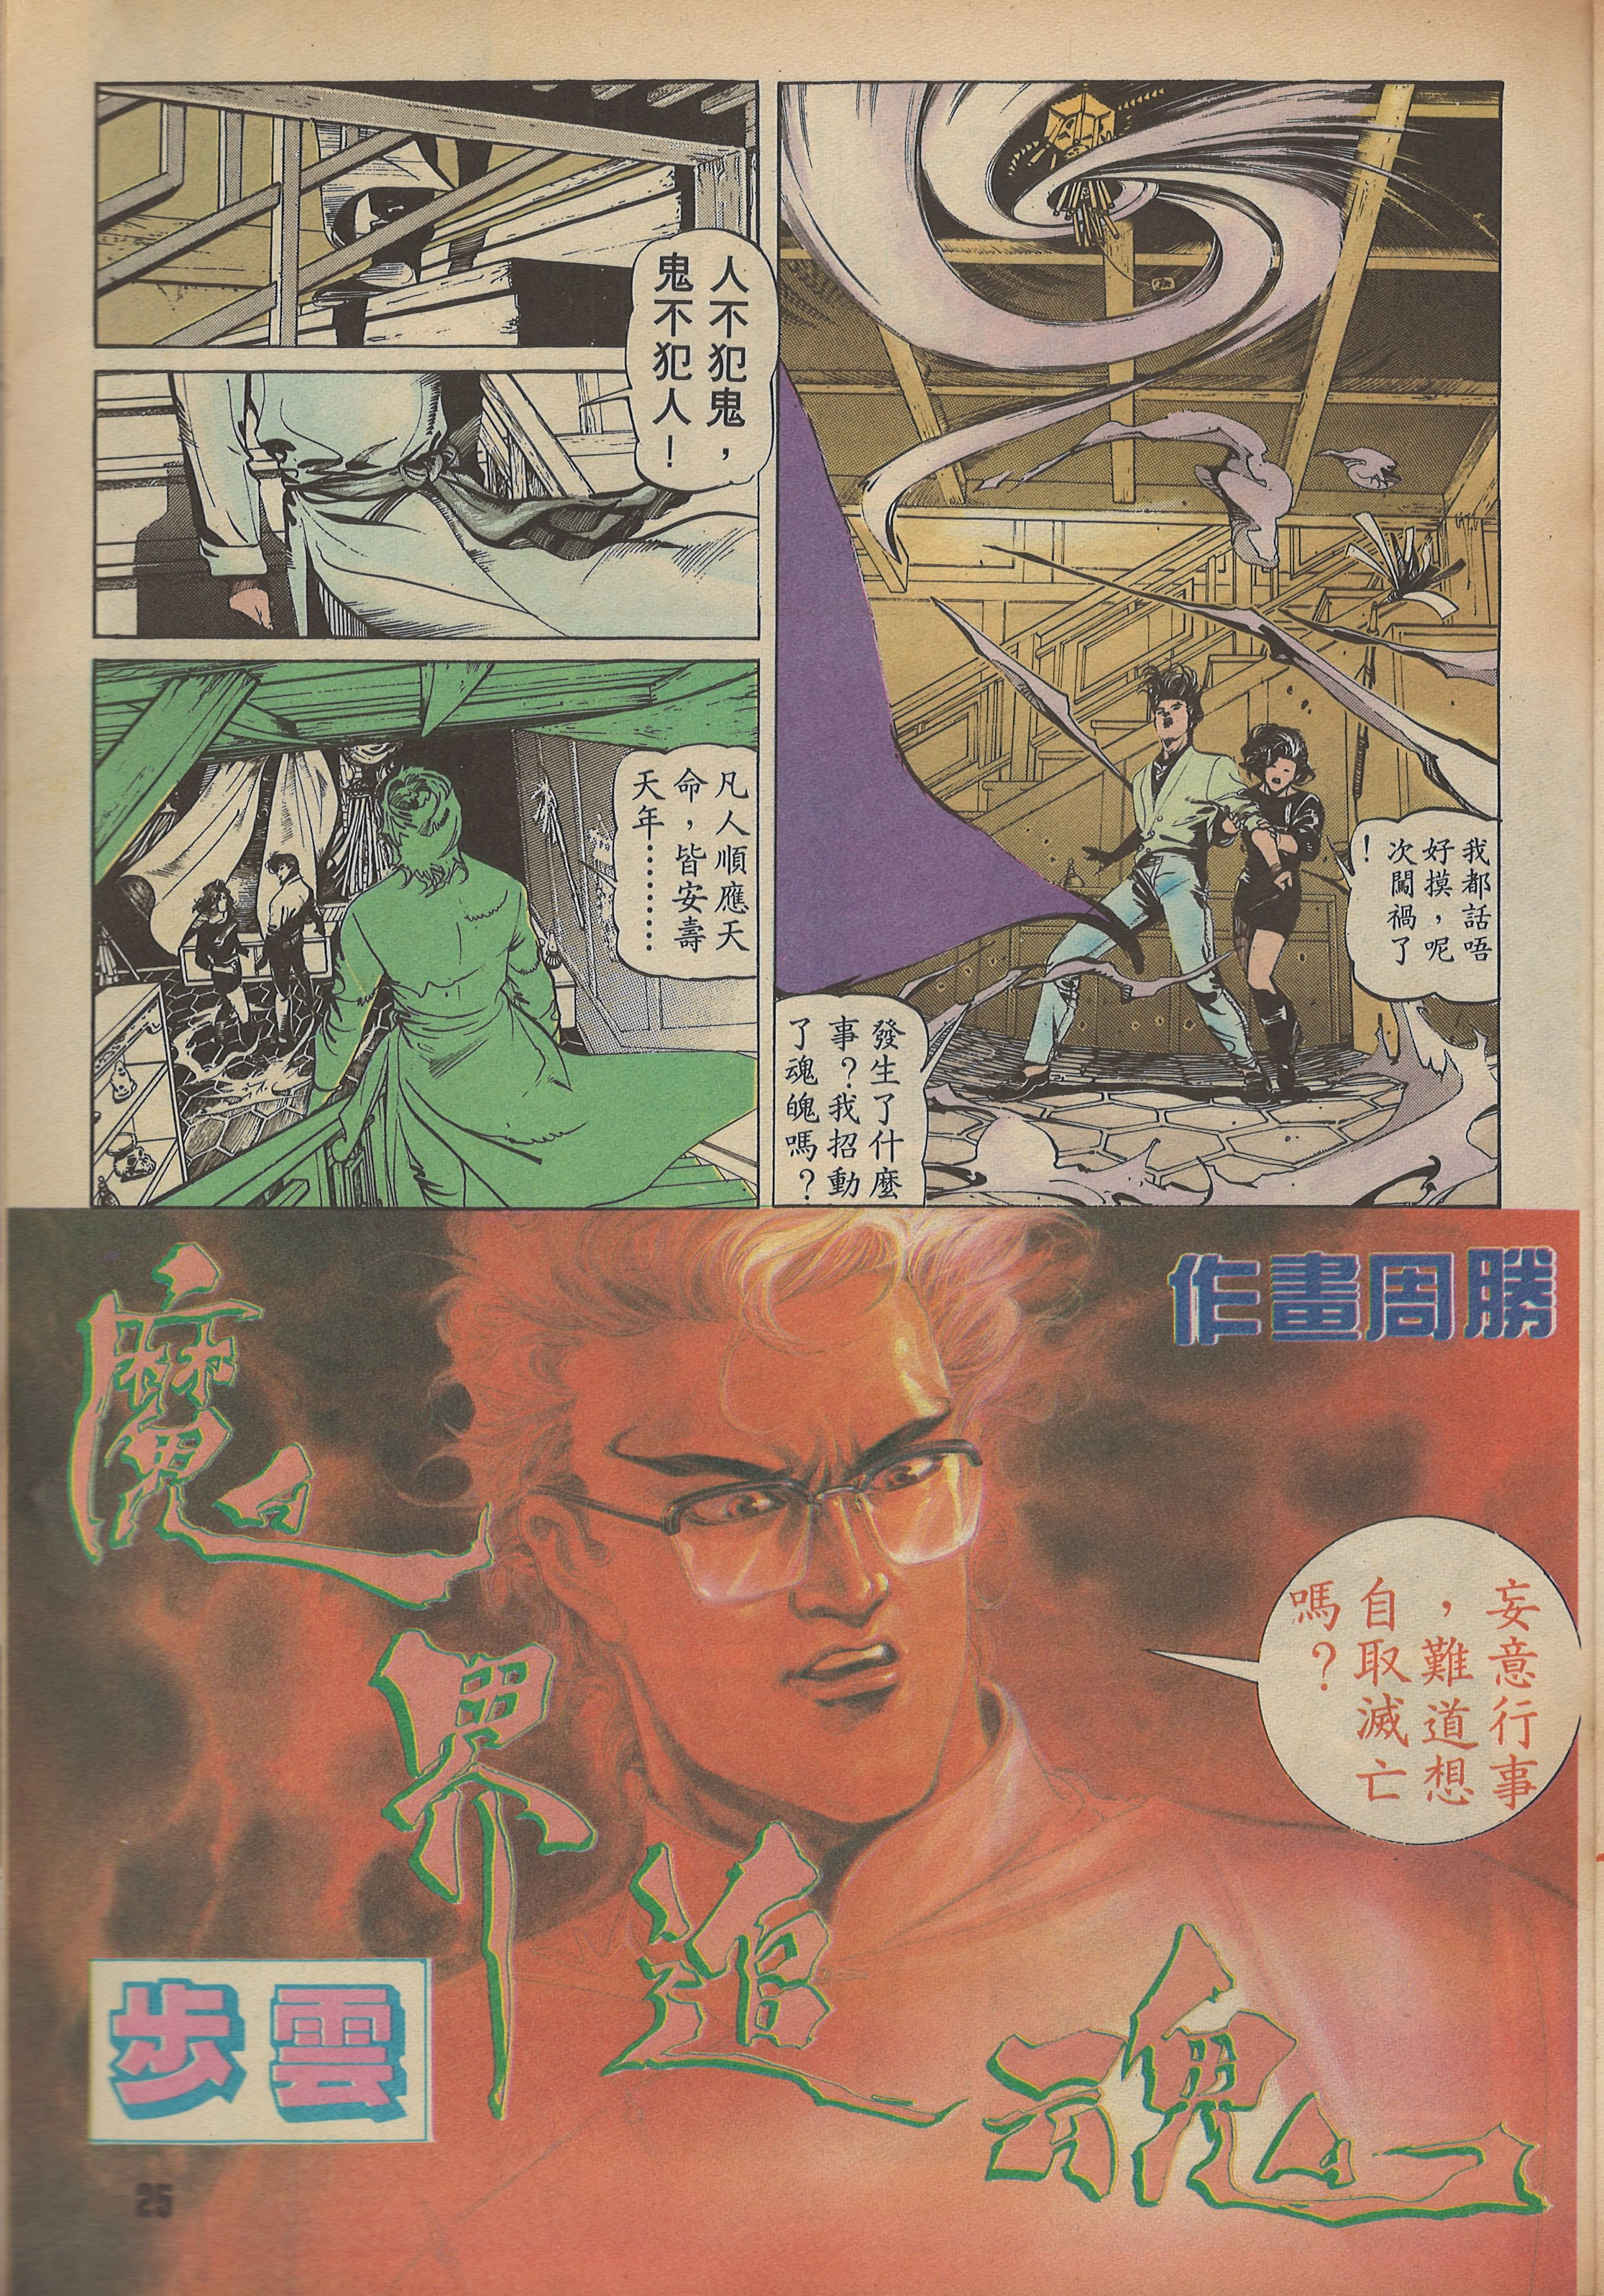 我都話唔
好摸，呢
次闖禍了
！
發生了什麼
事？我招動
了魂魄嗎？
人不犯鬼，
鬼不犯人！
凡人順應天
命，皆安壽
天年………
作畫周勝
妄意行事
，難道想
自取滅亡
嗎？
魔界追魂
步雲
25